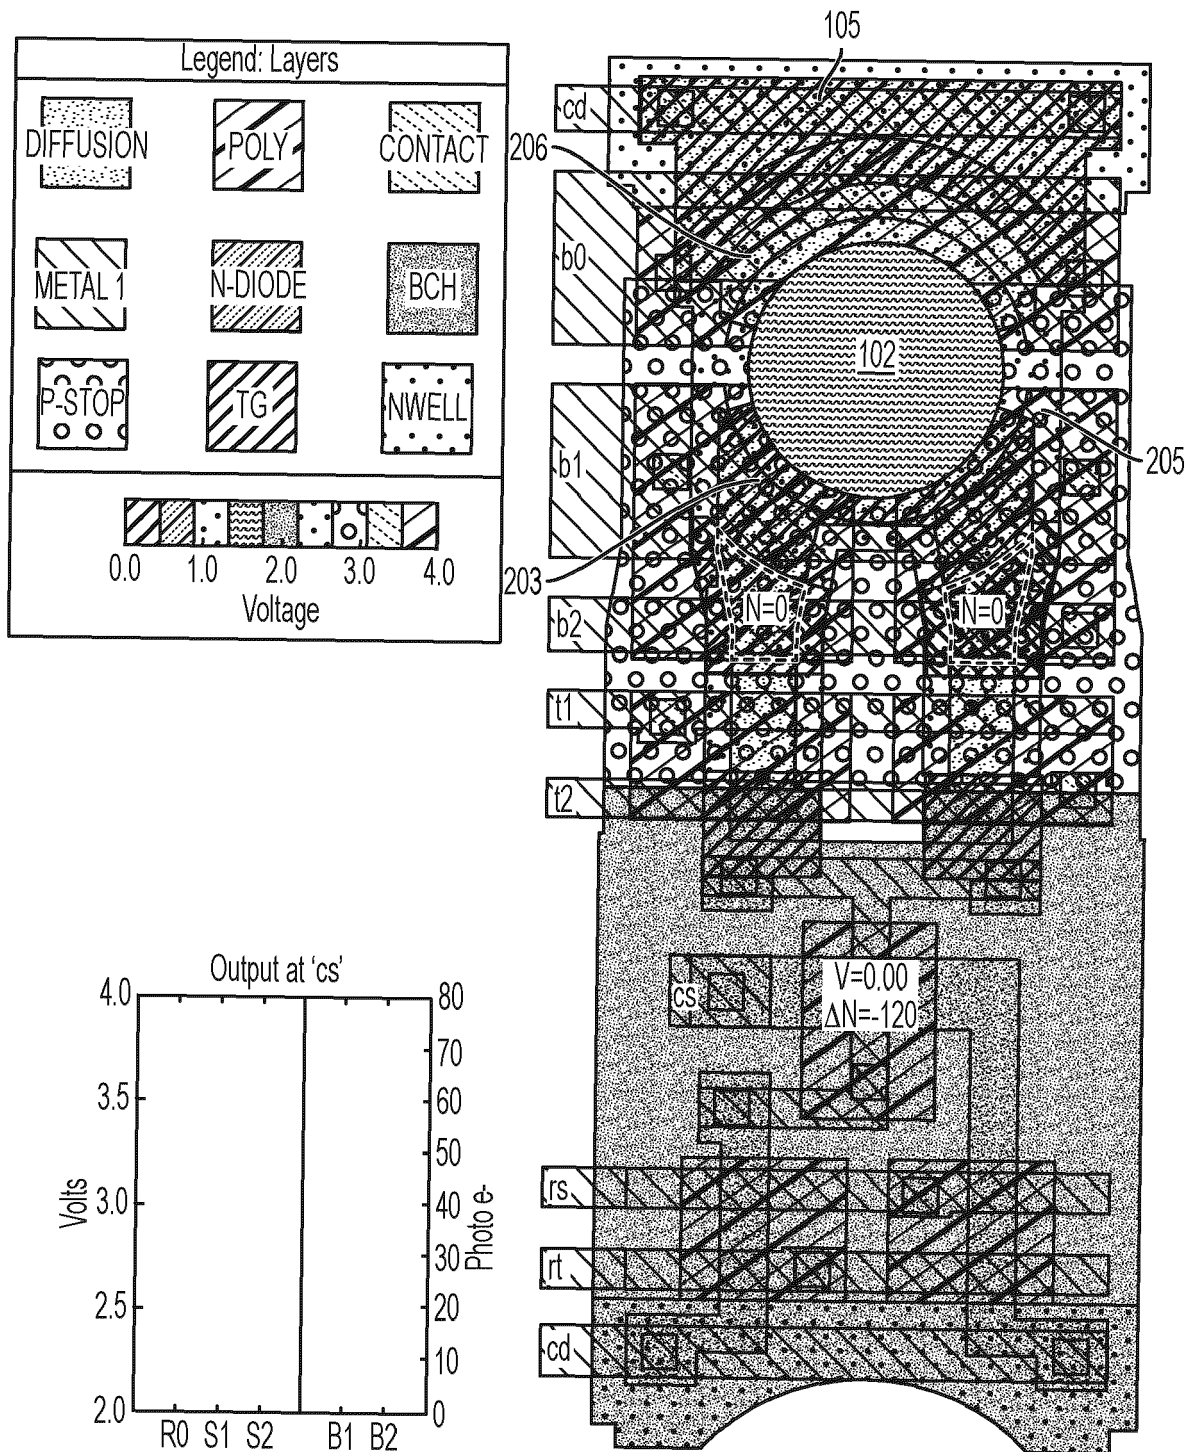 Legend: Layers
DIFFUSION
POLY
CONTACT
METAL 1
N-DIODE
BCH
P-STOP
TG
NWELL
0.0 1.0 2.0 3.0 4.0
Voltage
105
206
102
205
203
cd
b0
b1
b2
t1
t2
N=0
N=0
cs
V=0.00
ΔN=-120
rs
rt
cd
Output at 'cs'
4.0
3.5
3.0
2.5
2.0
Volts
80
70
60
50
40
30
20
10
0
Photo e-
R0 S1 S2 B1 B2